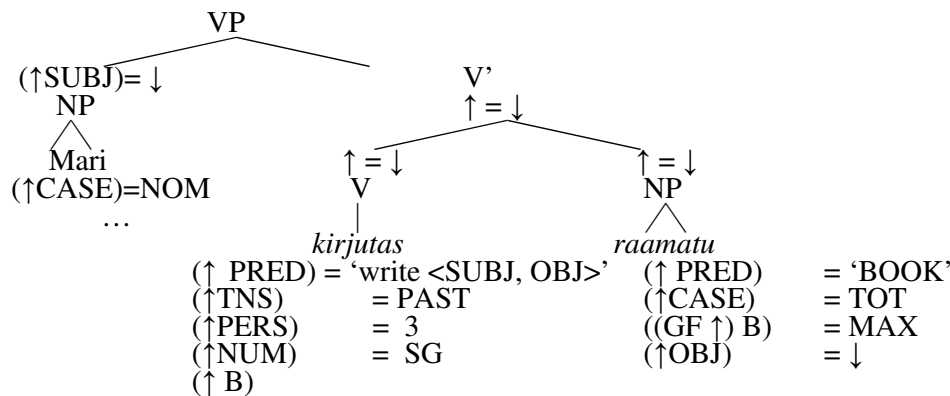 VP
(↑SUBJ)= ↓ V'
NP ↑ = ↓
Mari ↑ = ↓ ↑ = ↓
(↑CASE)=NOM V NP
…
kirjutas raamatu
(↑ PRED) = ‘write <SUBJ, OBJ>’ (↑ PRED) = ‘BOOK’
(↑TNS) = PAST (↑CASE) = TOT
(↑PERS) = 3 ((GF ↑) B) = MAX
(↑NUM) = SG (↑OBJ) = ↓
(↑ B)